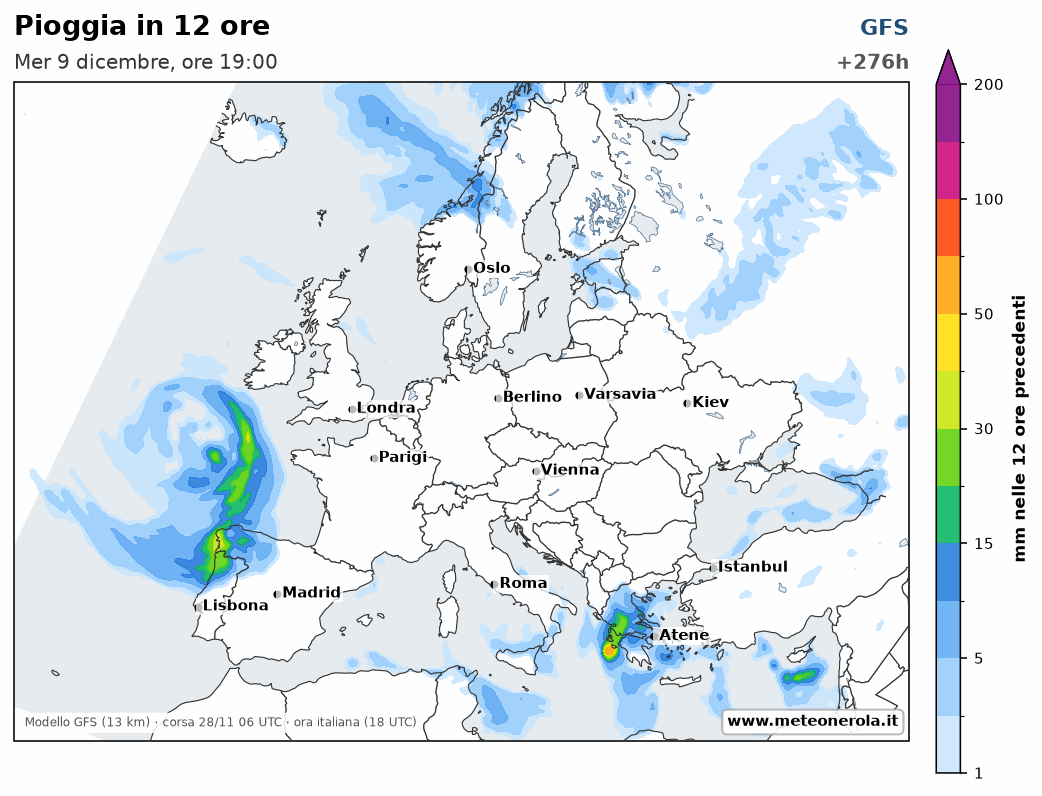 Pioggia in 12 ore
GFS
Mer 9 dicembre, ore 19:00
+276h
200
100
50
30
15
5
1
mm nelle 12 ore precedenti
Oslo
Londra
Berlino
Varsavia
Kiev
Parigi
Vienna
Istanbul
Roma
Madrid
Lisbona
Atene
Modello GFS (13 km) · corsa 28/11 06 UTC · ora italiana (18 UTC)
www.meteonerola.it